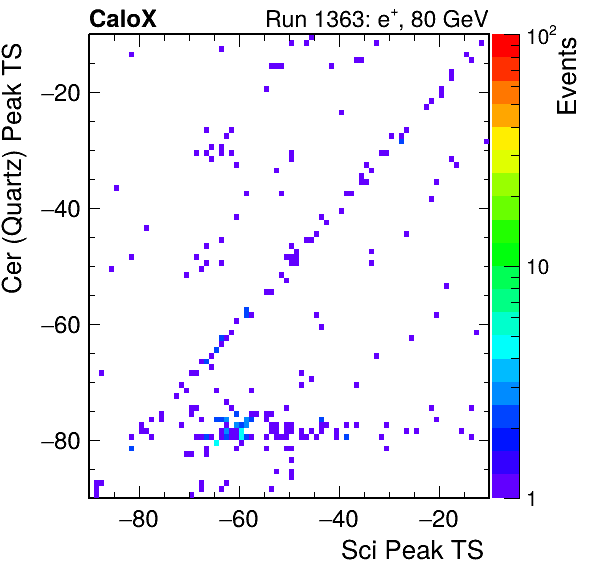 CaloX
Run 1363: e⁺, 80 GeV
Cer (Quartz) Peak TS
−20
−40
−60
−80
−80
−60
−40
−20
Sci Peak TS
10²
10
1
Events